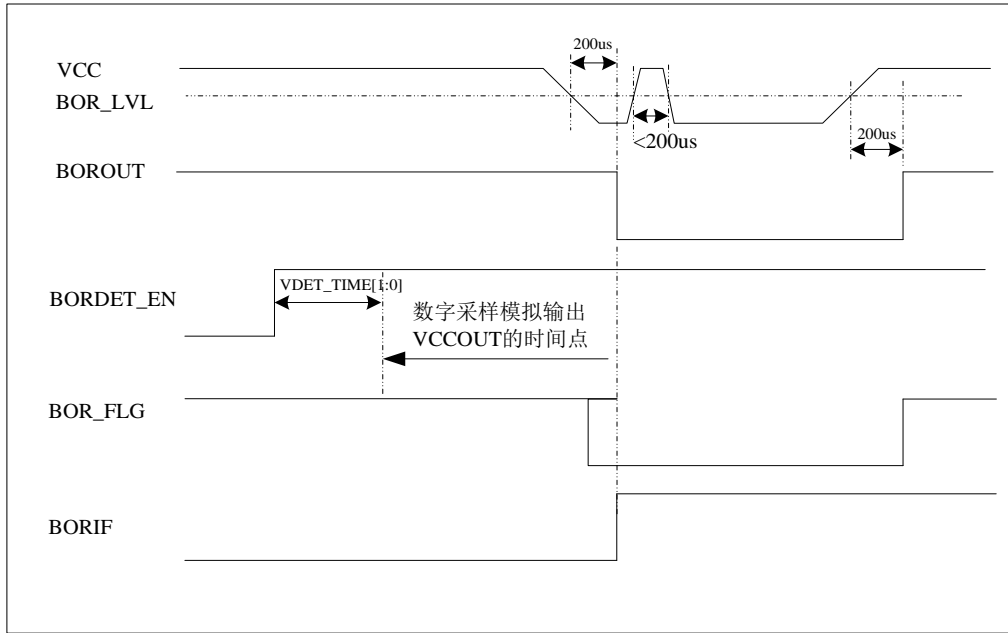 200us
VCC
BOR_LVL
<200us
200us
BOROUT
VDET_TIME[1:0]
BORDET_EN
数字采样模拟输出
VCCOUT的时间点
BOR_FLG
BORIF